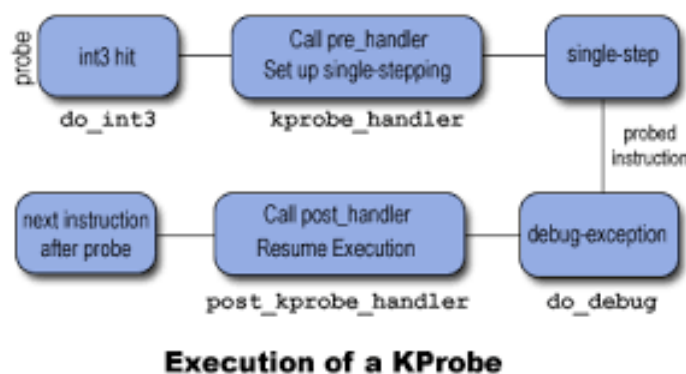 probe
int3 hit
Call pre_handler
Set up single-stepping
single-step
do_int3
kprobe_handler
probed
instruction
next instruction
after probe
Call post_handler
Resume Execution
debug-exception
post_kprobe_handler
do_debug
Execution of a KProbe